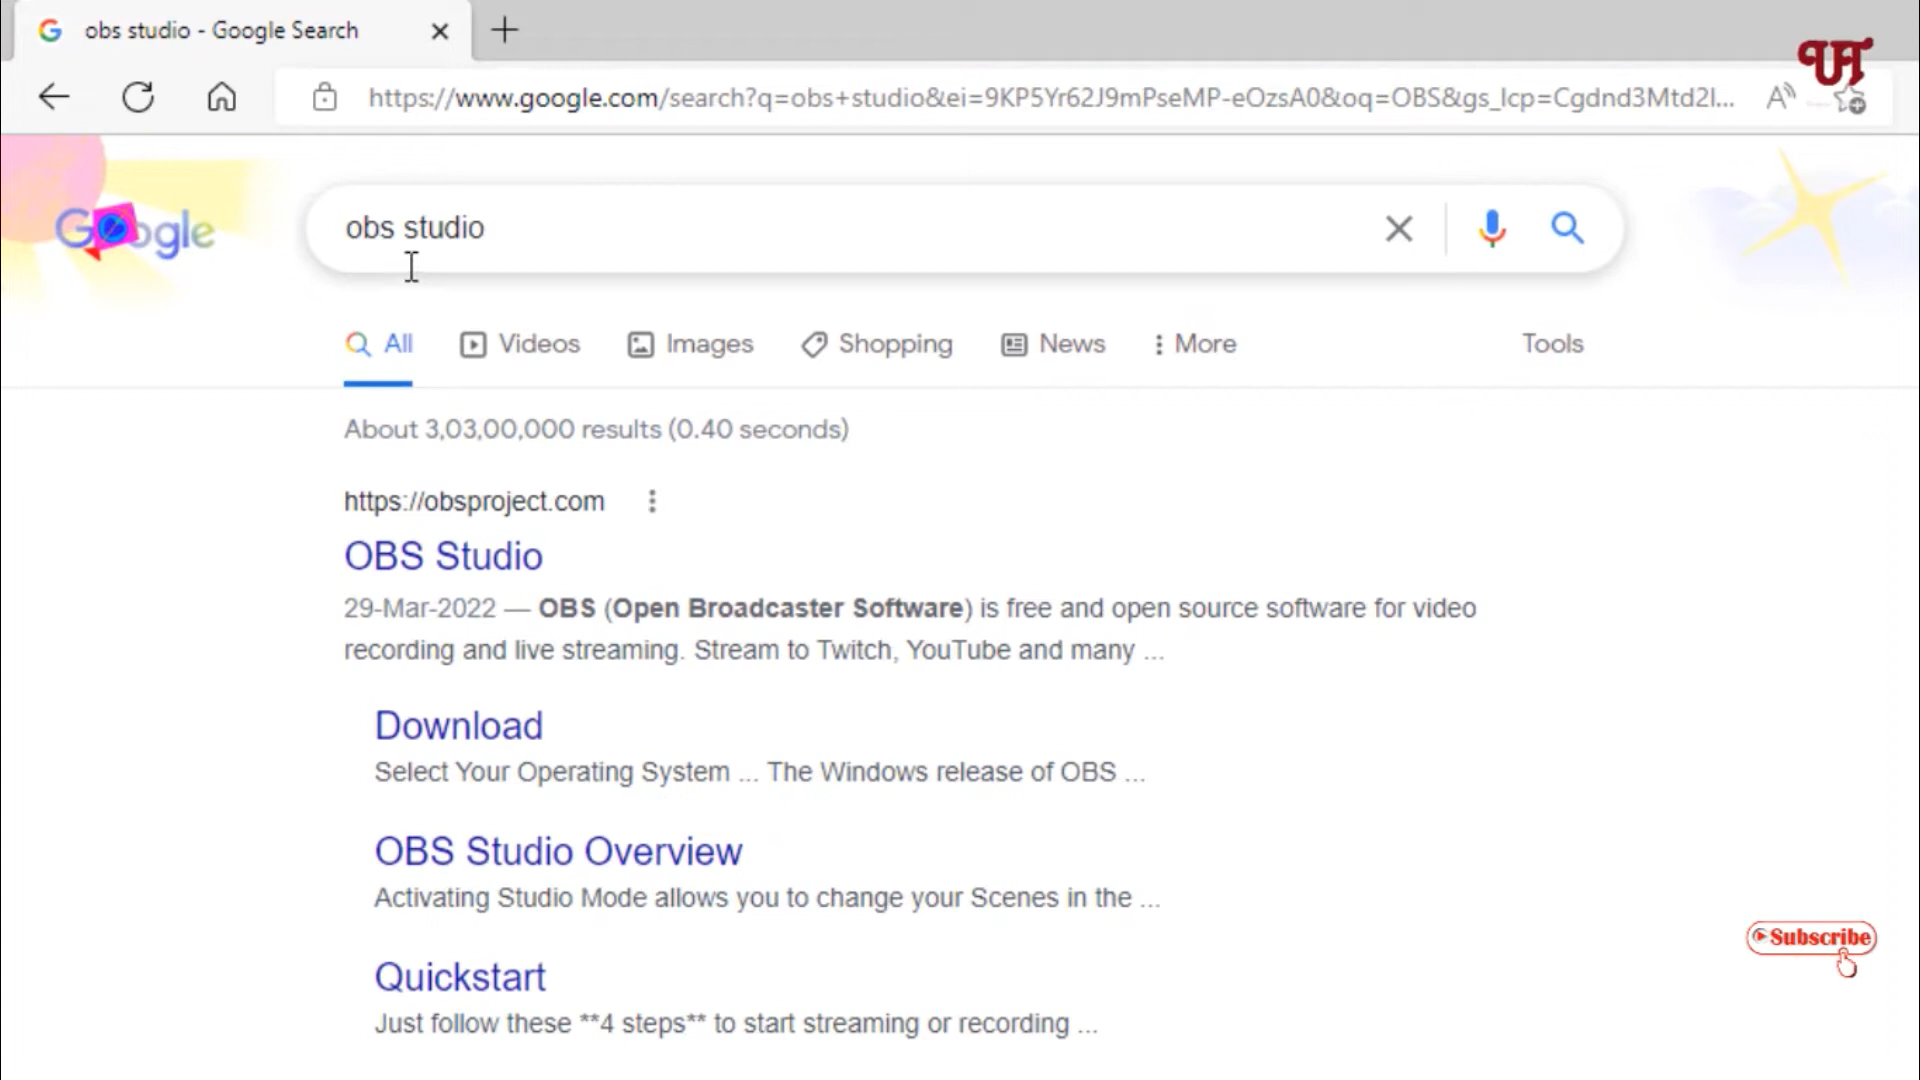 obs studio - Google Search
UT
https://www.google.com/search?q=obs+studio&ei=9KP5Yr62J9mPseMP-eOzsA0&oq=OBS&gs_lcp=Cgdnd3Mtd2l...
Google
obs studio
All Videos Images Shopping News More Tools
About 3,03,00,000 results (0.40 seconds)
https://obsproject.com
OBS Studio
29-Mar-2022 — OBS (Open Broadcaster Software) is free and open source software for video
recording and live streaming. Stream to Twitch, YouTube and many ...
Download
Select Your Operating System ... The Windows release of OBS ...
OBS Studio Overview
Activating Studio Mode allows you to change your Scenes in the ...
Subscribe
Quickstart
Just follow these **4 steps** to start streaming or recording ...